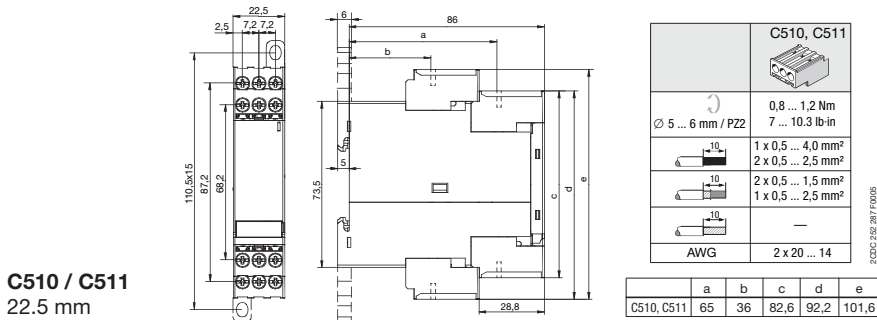 22,5
2,5 7,2 7,2
110,5x15
87,2
68,2
6
86
a
b
5
73,5
c
d
e
28,8
C510 / C511
22.5 mm
C510, C511
Ø 5 ... 6 mm / PZ2
0,8 ... 1,2 Nm
7 ... 10.3 lb·in
10
1 x 0,5 ... 4,0 mm²
2 x 0,5 ... 2,5 mm²
10
2 x 0,5 ... 1,5 mm²
1 x 0,5 ... 2,5 mm²
10
—
AWG 2 x 20 ... 14
2CDC 252 287 F0005
a b c d e
C510, C511 65 36 82,6 92,2 101,6